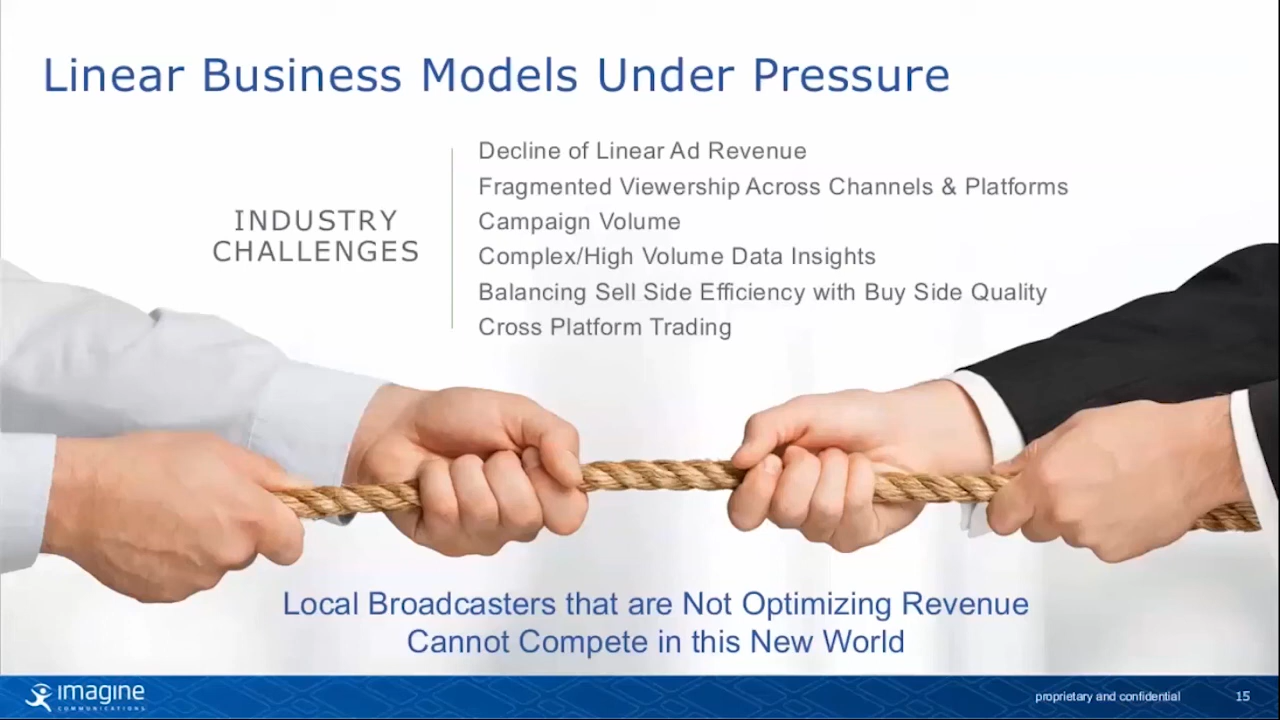 Linear Business Models Under Pressure
INDUSTRY
CHALLENGES
Decline of Linear Ad Revenue
Fragmented Viewership Across Channels & Platforms
Campaign Volume
Complex/High Volume Data Insights
Balancing Sell Side Efficiency with Buy Side Quality
Cross Platform Trading
Local Broadcasters that are Not Optimizing Revenue
Cannot Compete in this New World
imagine
COMMUNICATIONS
proprietary and confidential
15